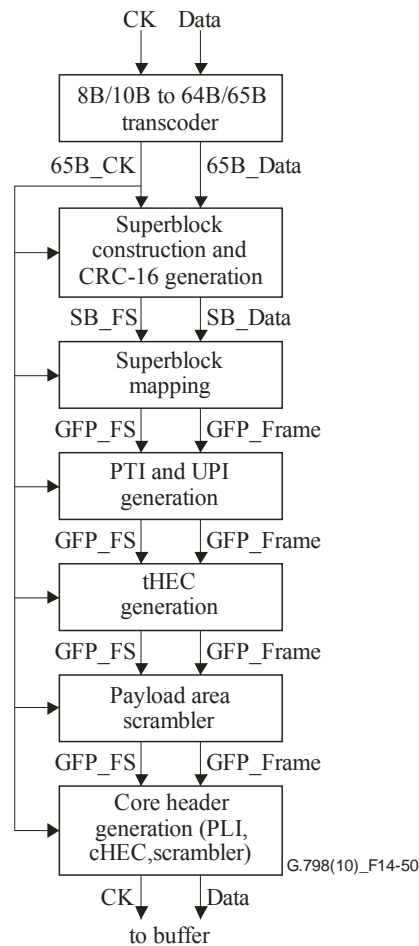 CK Data
8B/10B to 64B/65B
transcoder
65B_CK 65B_Data
Superblock
construction and
CRC-16 generation
SB_FS SB_Data
Superblock
mapping
GFP_FS GFP_Frame
PTI and UPI
generation
GFP_FS GFP_Frame
tHEC
generation
GFP_FS GFP_Frame
Payload area
scrambler
GFP_FS GFP_Frame
Core header
generation (PLI,
cHEC,scrambler)
G.798(10)_F14-50
CK Data
to buffer